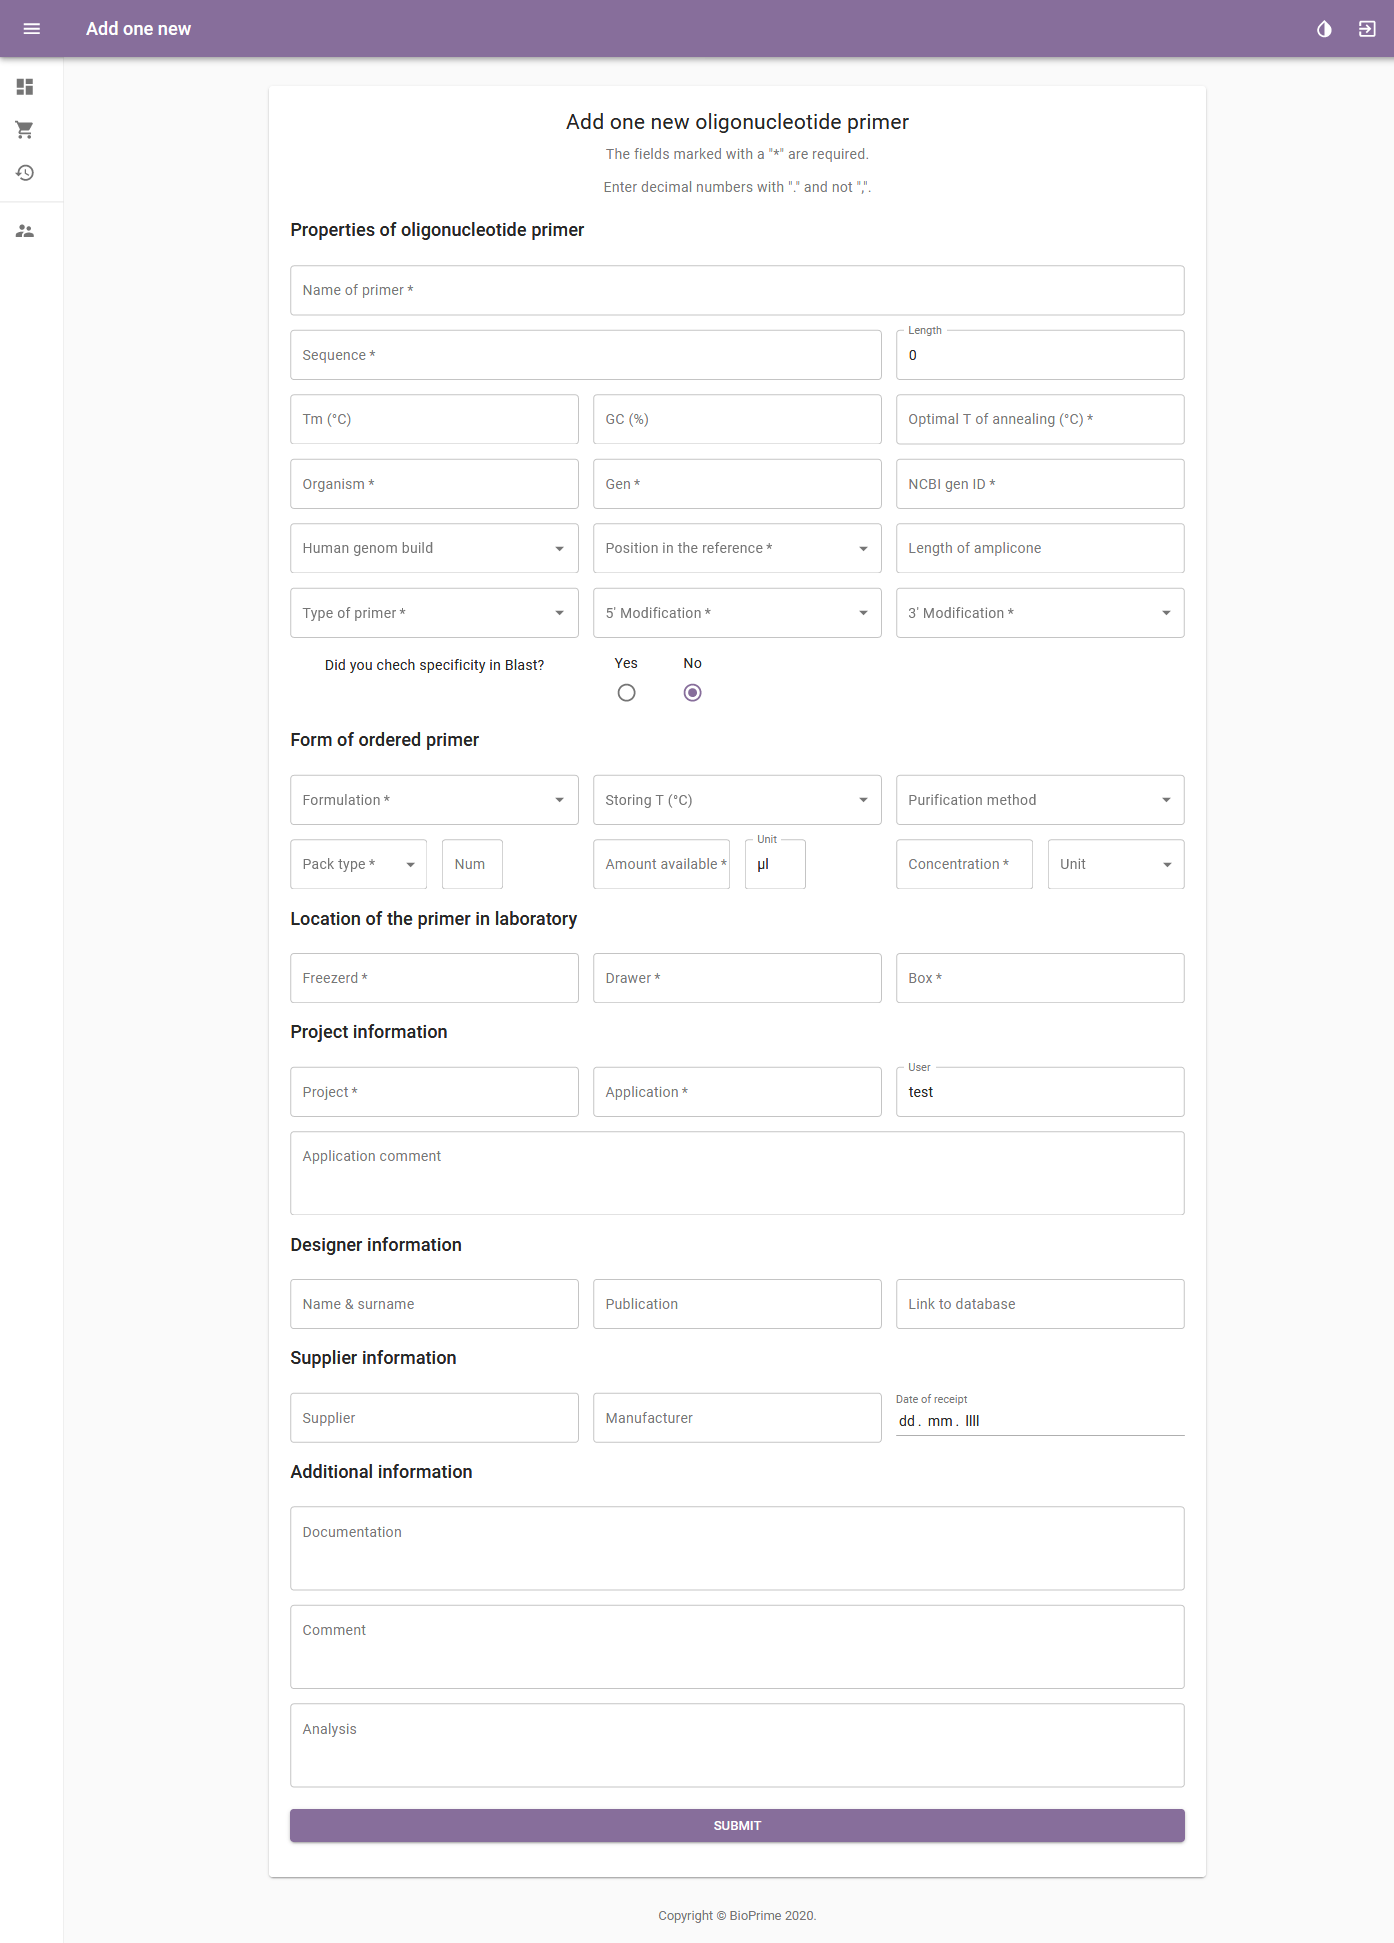 Add one new
Add one new oligonucleotide primer
The fields marked with a "*" are required.
Enter decimal numbers with "." and not ",".
Properties of oligonucleotide primer
Name of primer *
Sequence *
Length
0
Tm (°C)
GC (%)
Optimal T of annealing (°C) *
Organism *
Gen *
NCBI gen ID *
Human genom build
Position in the reference *
Length of amplicone
Type of primer *
5' Modification *
3' Modification *
Did you chech specificity in Blast?
Yes
No
Form of ordered primer
Formulation *
Storing T (°C)
Purification method
Pack type *
Num
Amount available *
Unit
µl
Concentration *
Unit
Location of the primer in laboratory
Freezerd *
Drawer *
Box *
Project information
Project *
Application *
User
test
Application comment
Designer information
Name & surname
Publication
Link to database
Supplier information
Supplier
Manufacturer
Date of receipt
dd. mm. llll
Additional information
Documentation
Comment
Analysis
SUBMIT
Copyright © BioPrime 2020.